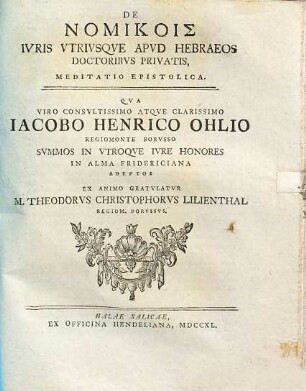 DE
ΝΟΜΙΚΟΙΣ
IVRIS VTRIVSQVE APVD HEBRAEOS
DOCTORIBVS PRIVATIS,
MEDITATIO EPISTOLICA.
QVA
VIRO CONSVLTISSIMO ATQVE CLARISSIMO
IACOBO HENRICO OHLIO
REGIOMONTE BORVSSO
SVMMOS IN VTROQVE IVRE HONORES
IN ALMA FRIDERICIANA
ADEPTOS
EX ANIMO GRATVLATVR
M. THEODORVS CHRISTOPHORVS LILIENTHAL
REGIOM. BORVSSVS.
HALAE SALICAE,
EX OFFICINA HENDELIANA, MDCCXL.